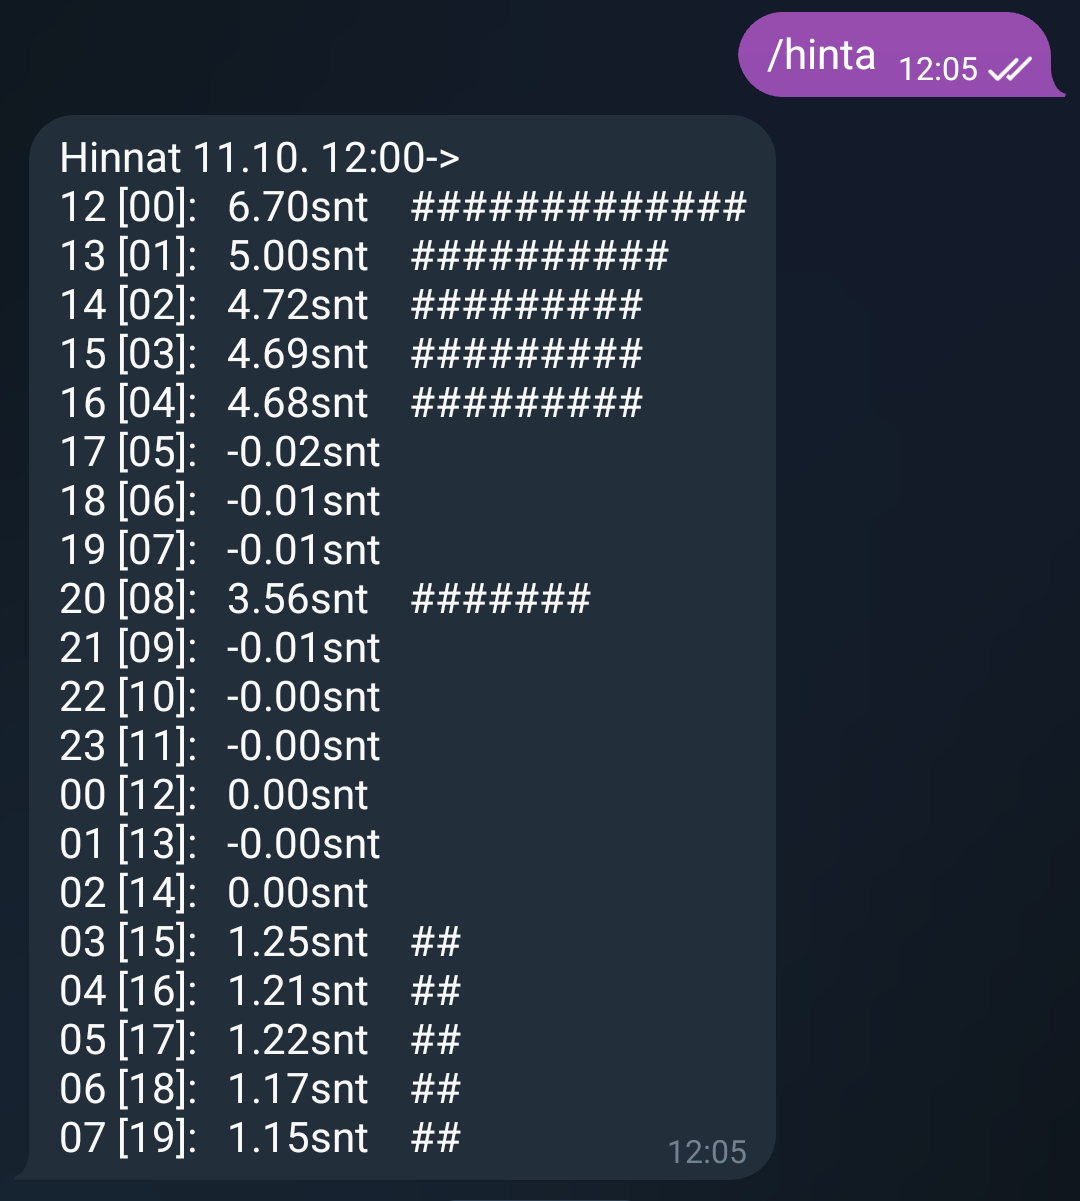 /hinta 12:05
Hinnat 11.10. 12:00->
12 [00]: 6.70snt #############
13 [01]: 5.00snt ##########
14 [02]: 4.72snt #########
15 [03]: 4.69snt #########
16 [04]: 4.68snt #########
17 [05]: -0.02snt
18 [06]: -0.01snt
19 [07]: -0.01snt
20 [08]: 3.56snt #######
21 [09]: -0.01snt
22 [10]: -0.00snt
23 [11]: -0.00snt
00 [12]: 0.00snt
01 [13]: -0.00snt
02 [14]: 0.00snt
03 [15]: 1.25snt ##
04 [16]: 1.21snt ##
05 [17]: 1.22snt ##
06 [18]: 1.17snt ##
07 [19]: 1.15snt ##
12:05